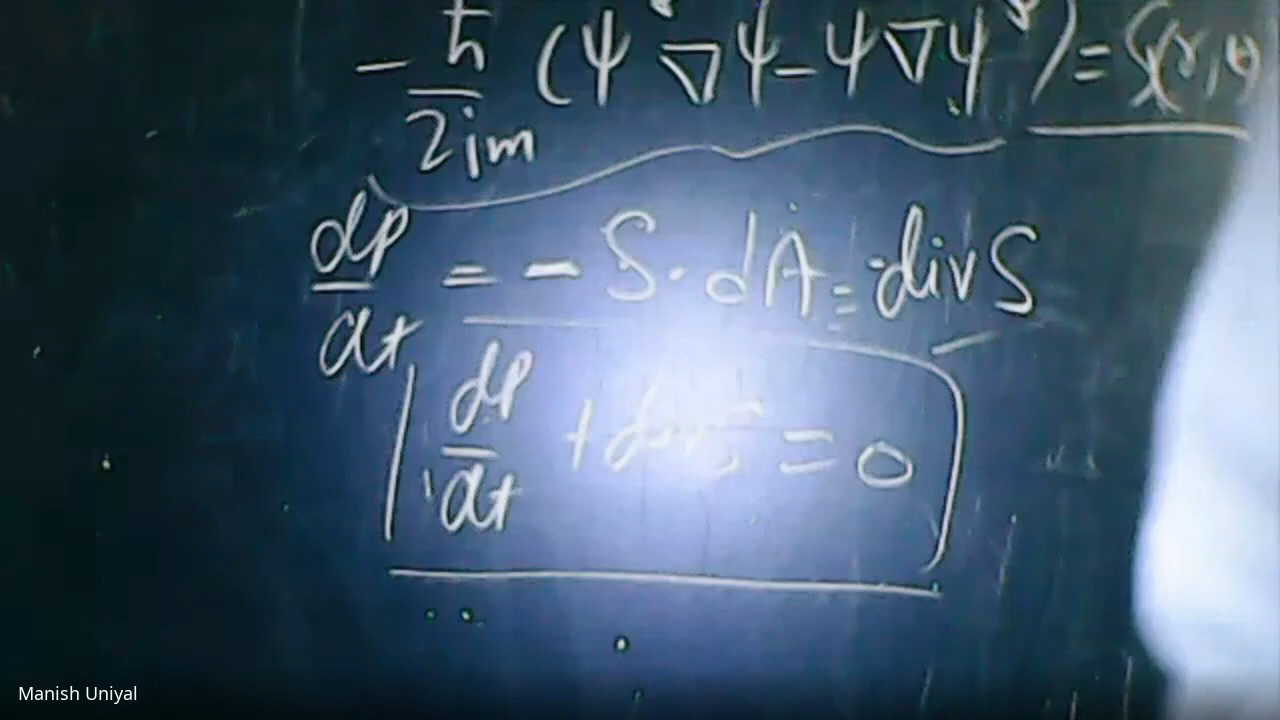 -ħ/2im (ψ* ∇ψ - ψ∇ψ*) = S(r,t)
dρ/dt = - S. dA = -div S
dρ/dt + div S = 0
Manish Uniyal